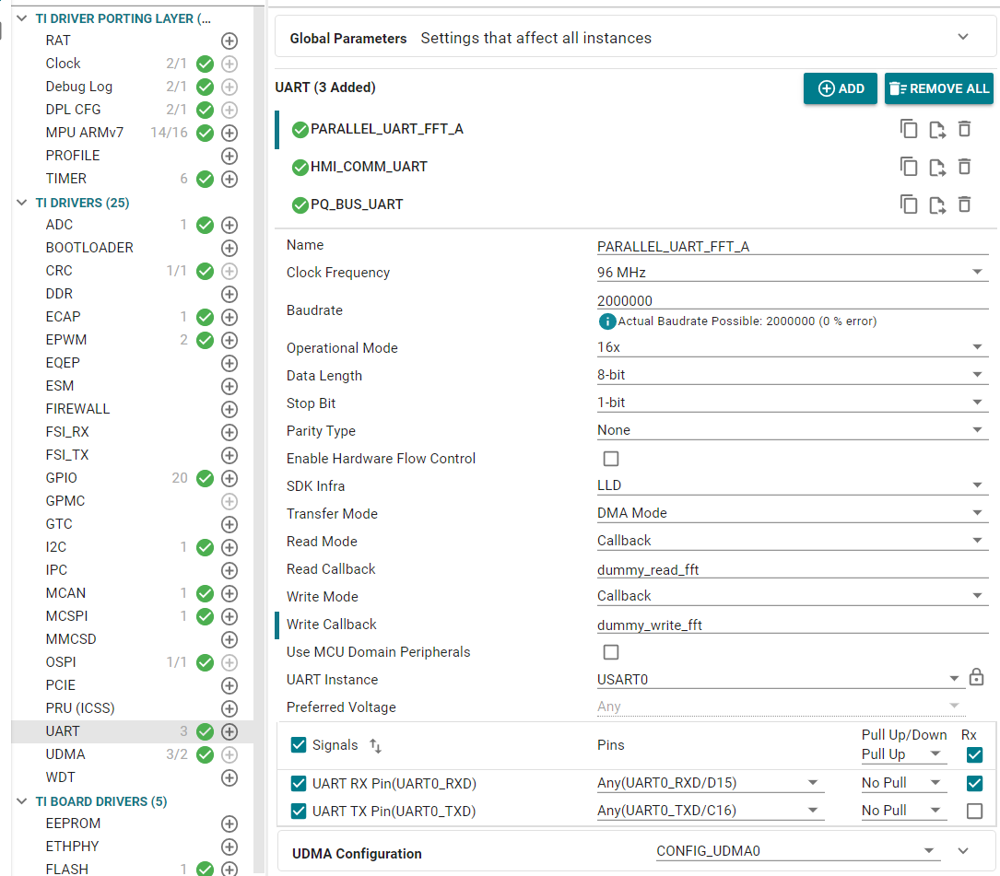 TI DRIVER PORTING LAYER (...
RAT
Clock 2/1
Debug Log 2/1
DPL CFG 2/1
MPU ARMv7 14/16
PROFILE
TIMER 6
TI DRIVERS (25)
ADC 1
BOOTLOADER
CRC 1/1
DDR
ECAP 1
EPWM 2
EQEP
ESM
FIREWALL
FSI_RX
FSI_TX
GPIO 20
GPMC
GTC
I2C 1
IPC
MCAN 1
MCSPI 1
MMCSD
OSPI 1/1
PCIE
PRU (ICSS)
UART 3
UDMA 3/2
WDT
TI BOARD DRIVERS (5)
EEPROM
ETHPHY
FLASH 1
Global Parameters Settings that affect all instances
UART (3 Added) ADD REMOVE ALL
PARALLEL_UART_FFT_A
HMI_COMM_UART
PQ_BUS_UART
Name PARALLEL_UART_FFT_A
Clock Frequency 96 MHz
Baudrate 2000000
Actual Baudrate Possible: 2000000 (0 % error)
Operational Mode 16x
Data Length 8-bit
Stop Bit 1-bit
Parity Type None
Enable Hardware Flow Control
SDK Infra LLD
Transfer Mode DMA Mode
Read Mode Callback
Read Callback dummy_read_fft
Write Mode Callback
Write Callback dummy_write_fft
Use MCU Domain Peripherals
UART Instance USART0
Preferred Voltage Any
Signals Pins Pull Up/Down Rx
Pull Up
UART RX Pin(UART0_RXD) Any(UART0_RXD/D15) No Pull
UART TX Pin(UART0_TXD) Any(UART0_TXD/C16) No Pull
UDMA Configuration CONFIG_UDMA0